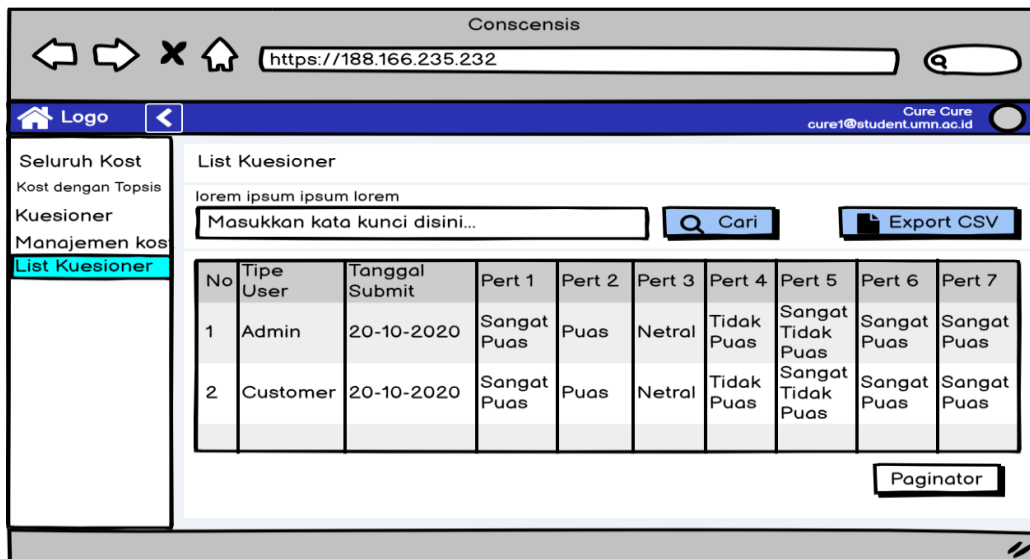 Conscensis
https://188.166.235.232
Logo
Cure Cure
cure1@student.umn.ac.id
Seluruh Kost
Kost dengan Topsis
Kuesioner
Manajemen kost
List Kuesioner
List Kuesioner
lorem ipsum ipsum lorem
Masukkan kata kunci disini...
Cari
Export CSV
No Tipe User Tanggal Submit Pert 1 Pert 2 Pert 3 Pert 4 Pert 5 Pert 6 Pert 7
1 Admin 20-10-2020 Sangat Puas Puas Netral Tidak Puas Sangat Tidak Puas Sangat Puas Sangat Puas
2 Customer 20-10-2020 Sangat Puas Puas Netral Tidak Puas Sangat Tidak Puas Sangat Puas Sangat Puas
Paginator